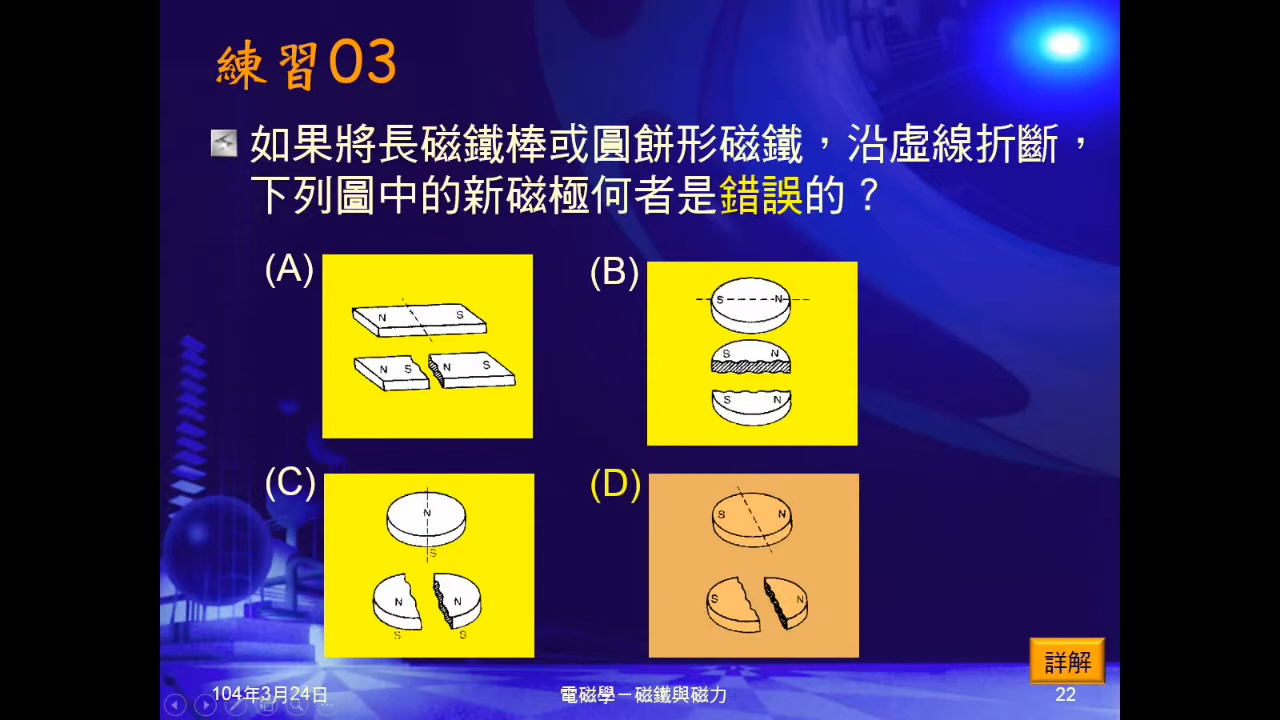 練習03
如果將長磁鐵棒或圓餅形磁鐵，沿虛線折斷，
下列圖中的新磁極何者是錯誤的？
(A)
N S
N S N S
(B)
S N
S N
S N
(C)
N
S
N N
S S
(D)
S N
S N
詳解
104年3月24日
電磁學－磁鐵與磁力
22